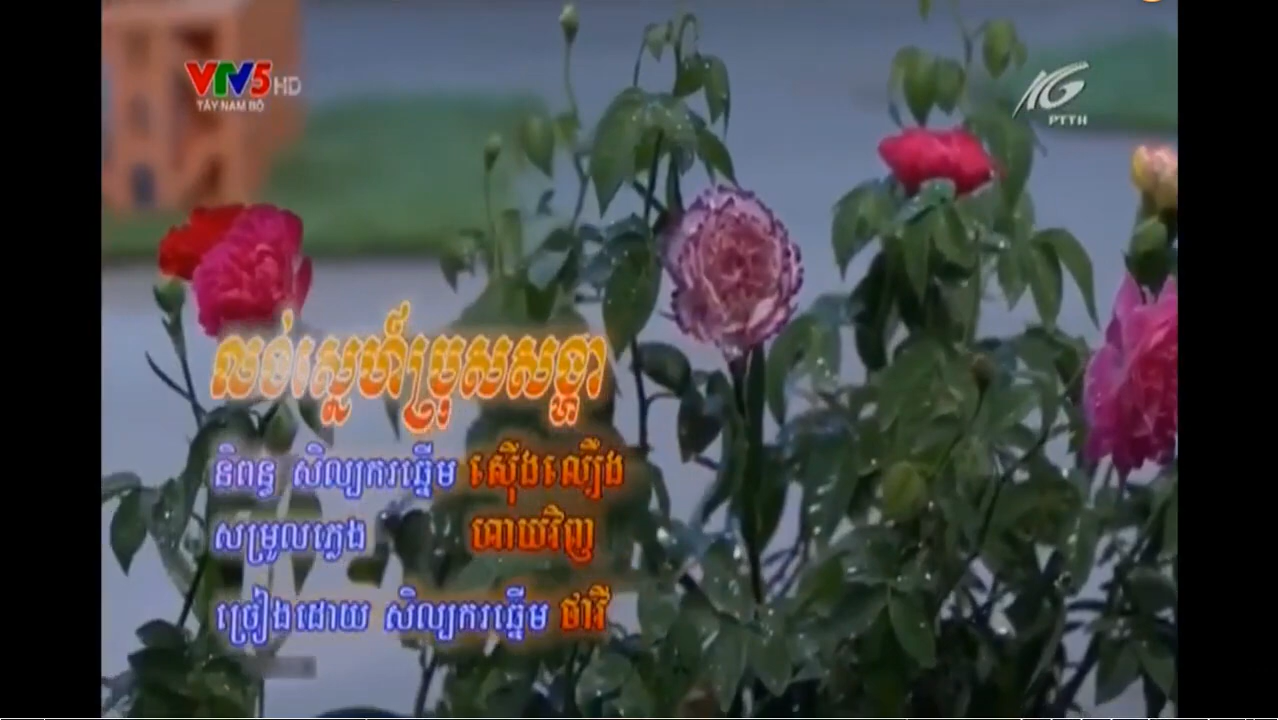 VTV5 HD
TÂY NAM BỘ
KG
PTTH
លង់ស្នេហ៍ប្រុសសង្ហា
និពន្ធ សិល្បករឆ្នើម ស៊ើងល្បឿង
សម្រួលភ្លេង ហាយវិញ
ច្រៀងដោយ សិល្បករឆ្នើម ថាវី